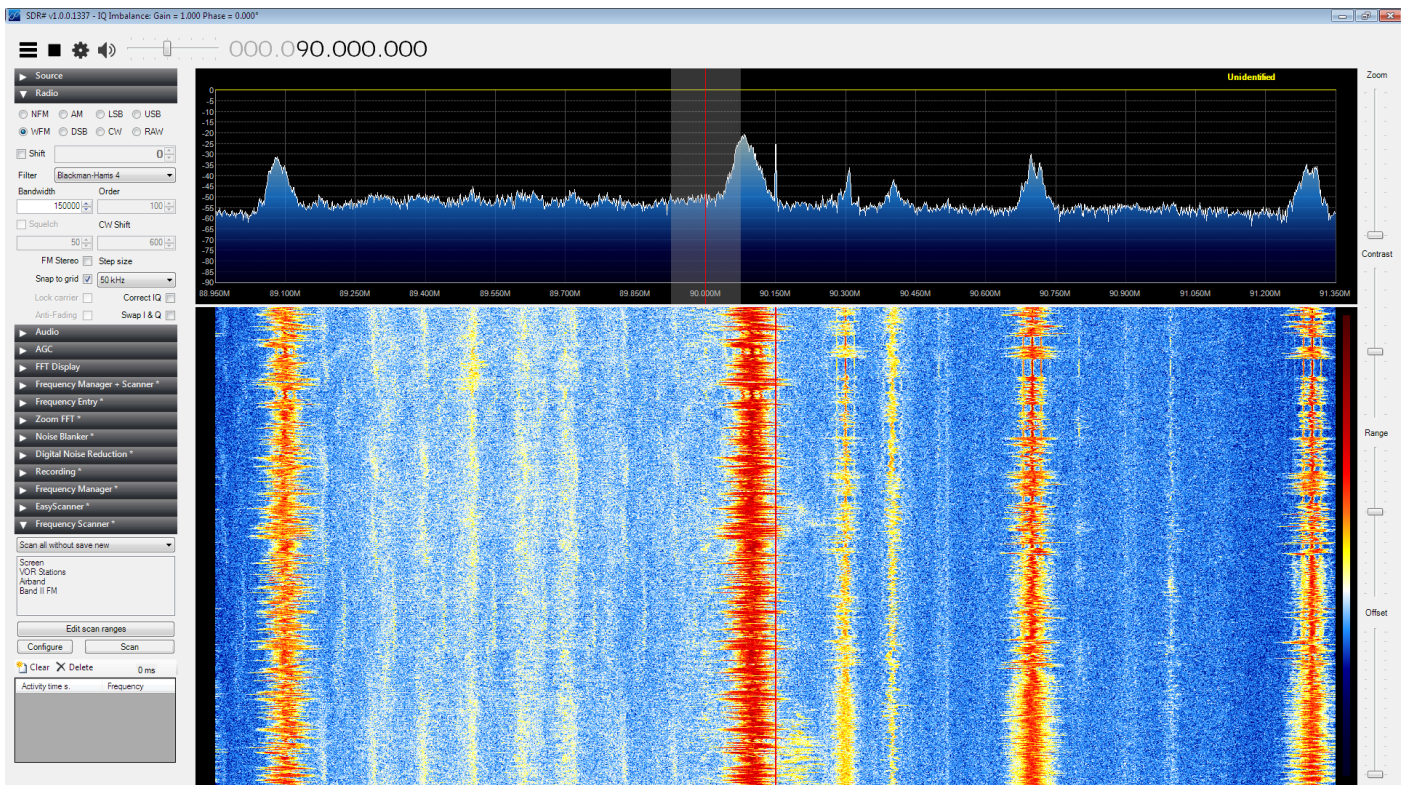 SDR# v1.0.0.1337 - IQ Imbalance: Gain = 1.000 Phase = 0.000°
000.090.000.000
Source
Radio
NFM AM LSB USB
WFM DSB CW RAW
Shift 0
Filter Blackman-Harris 4
Bandwidth Order
150000 100
Squelch CW Shift
50 600
FM Stereo Step size
Snap to grid 50 kHz
Lock carrier Correct IQ
Anti-Fading Swap I & Q
Audio
AGC
FFT Display
Frequency Manager + Scanner *
Frequency Entry *
Zoom FFT *
Noise Blanker *
Digital Noise Reduction *
Recording *
Frequency Manager *
EasyScanner *
Frequency Scanner *
Scan all without save new
Screen
VOR Stations
Airband
Band II FM
Edit scan ranges
Configure Scan
Clear Delete 0 ms
Activity time s. Frequency
Unidentified
0
-5
-10
-15
-20
-25
-30
-35
-40
-45
-50
-55
-60
-65
-70
-75
-80
-85
-90
88.950M 89.100M 89.250M 89.400M 89.550M 89.700M 89.850M 90.000M 90.150M 90.300M 90.450M 90.600M 90.750M 90.900M 91.050M 91.200M 91.350M
Zoom
Contrast
Range
Offset